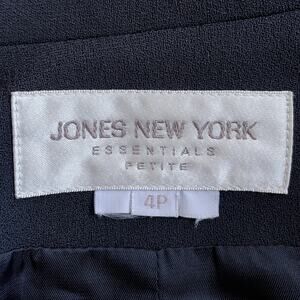 JONES NEW YORK
ESSENTIALS
PETITE
4P